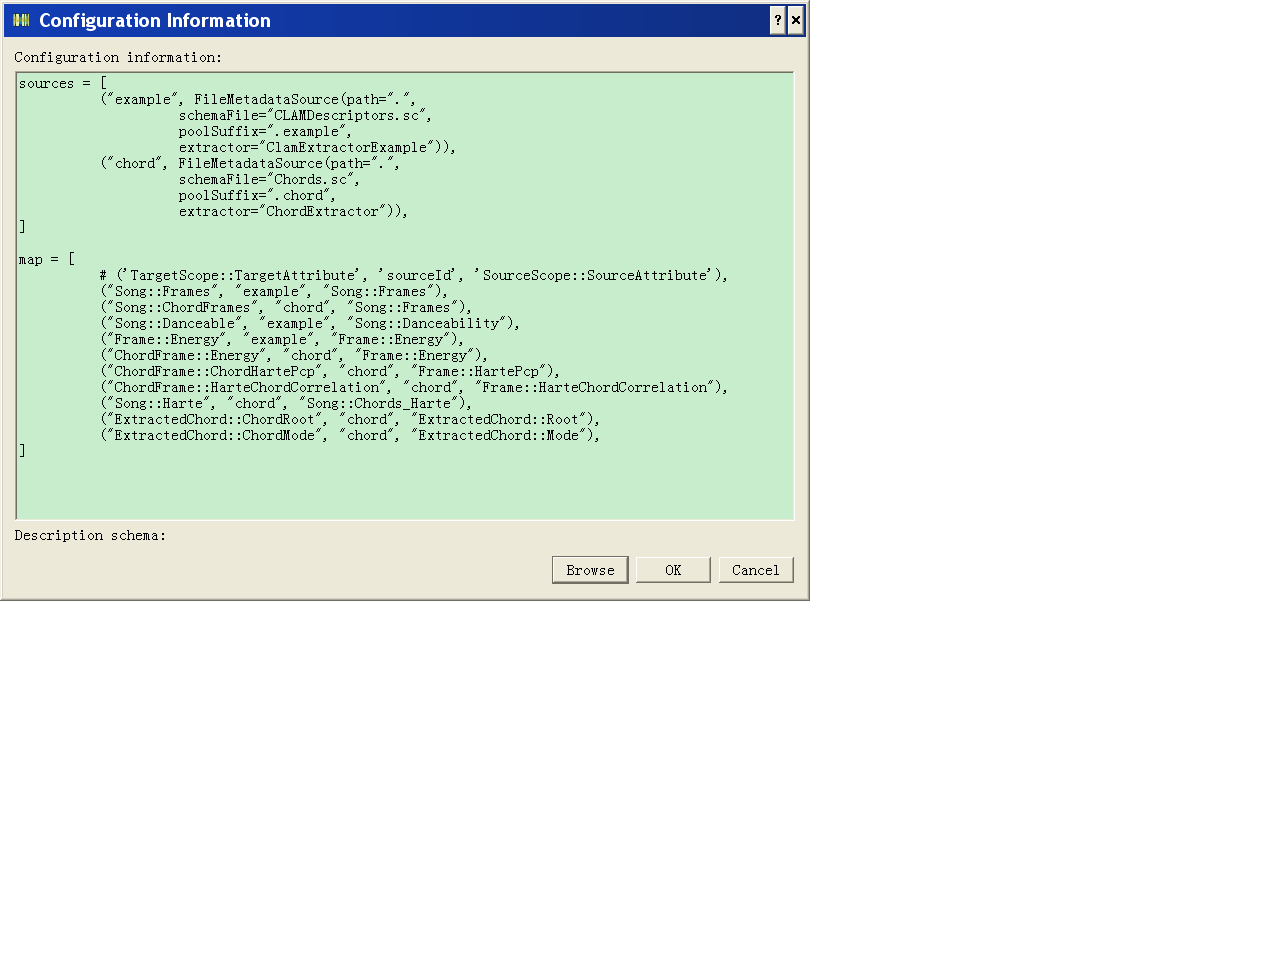 Configuration Information
Configuration information:
sources = [
("example", FileMetadataSource(path=".",
schemaFile="CLAMDescriptors.sc",
poolSuffix=".example",
extractor="ClamExtractorExample")),
("chord", FileMetadataSource(path=".",
schemaFile="Chords.sc",
poolSuffix=".chord",
extractor="ChordExtractor")),
]
map = [
# ('TargetScope::TargetAttribute', 'sourceId', 'SourceScope::SourceAttribute'),
("Song::Frames", "example", "Song::Frames"),
("Song::ChordFrames", "chord", "Song::Frames"),
("Song::Danceable", "example", "Song::Danceability"),
("Frame::Energy", "example", "Frame::Energy"),
("ChordFrame::Energy", "chord", "Frame::Energy"),
("ChordFrame::ChordHartePcp", "chord", "Frame::HartePcp"),
("ChordFrame::HarteChordCorrelation", "chord", "Frame::HarteChordCorrelation"),
("Song::Harte", "chord", "Song::Chords_Harte"),
("ExtractedChord::ChordRoot", "chord", "ExtractedChord::Root"),
("ExtractedChord::ChordMode", "chord", "ExtractedChord::Mode"),
]
Description schema:
Browse OK Cancel